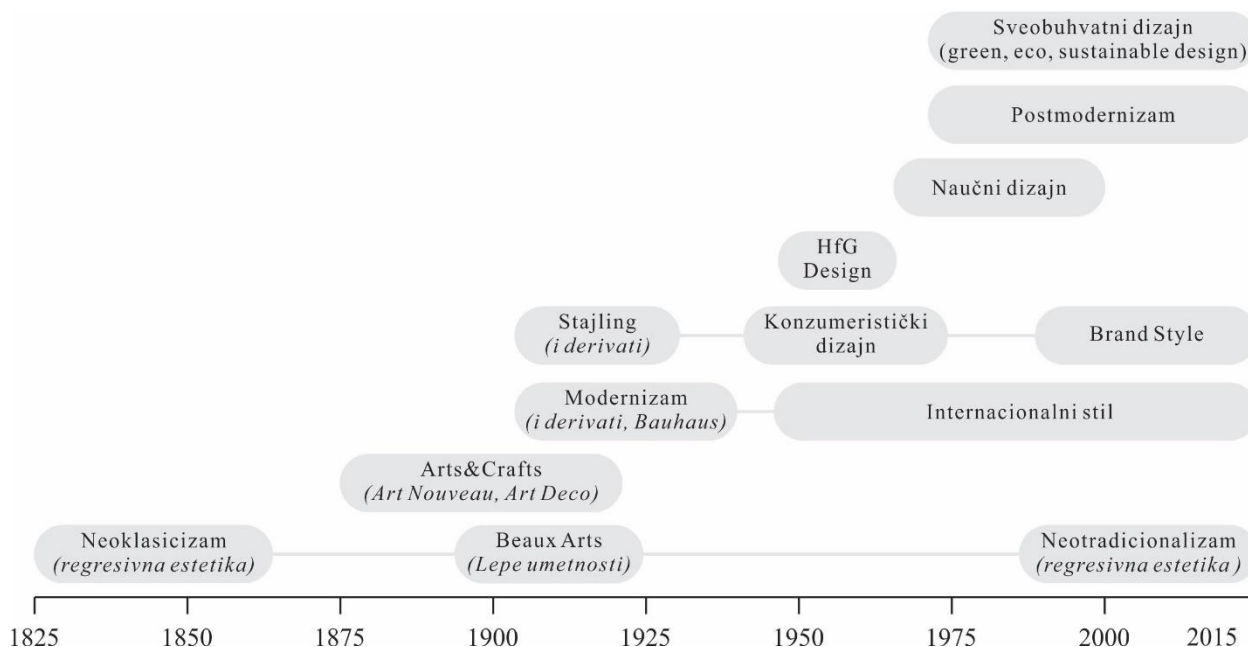 Sveobuhvatni dizajn
(green, eco, sustainable design)
Postmodernizam
Naučni dizajn
HfG
Design
Stajling
(i derivati)
Konzumeristički
dizajn
Brand Style
Modernizam
(i derivati, Bauhaus)
Internacionalni stil
Arts&Crafts
(Art Nouveau, Art Deco)
Neoklasicizam
(regresivna estetika)
Beaux Arts
(Lepe umetnosti)
Neotradicionalizam
(regresivna estetika )
1825 1850 1875 1900 1925 1950 1975 2000 2015